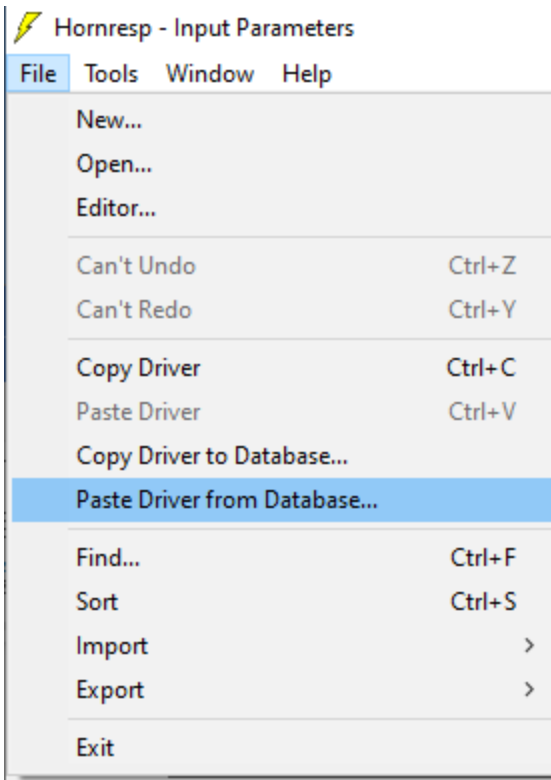 Hornresp - Input Parameters
File Tools Window Help
New...
Open...
Editor...
Can't Undo Ctrl+Z
Can't Redo Ctrl+Y
Copy Driver Ctrl+C
Paste Driver Ctrl+V
Copy Driver to Database...
Paste Driver from Database...
Find... Ctrl+F
Sort Ctrl+S
Import >
Export >
Exit